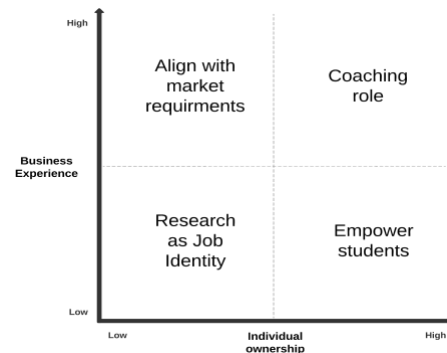 High
Align with
market
requirments
Coaching
role
Business
Experience
Research
as Job
Identity
Empower
students
Low
Low
Individual
ownership
High